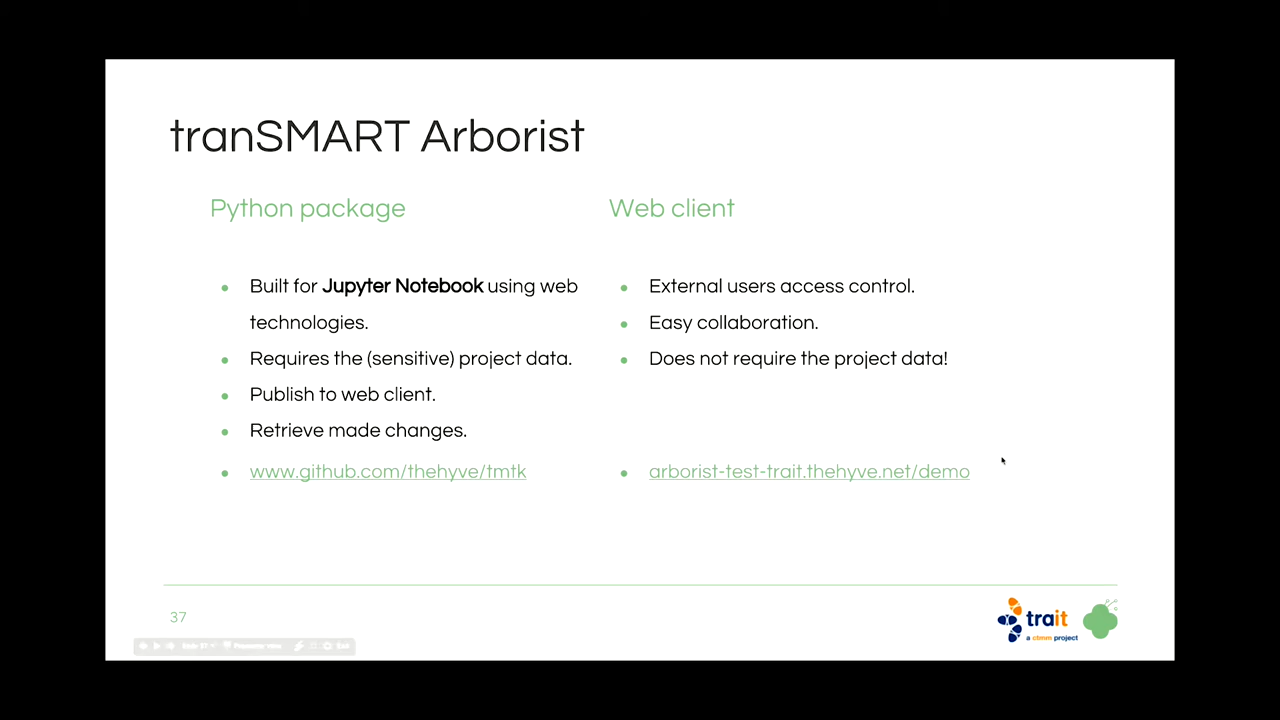 tranSMART Arborist
Python package
Built for Jupyter Notebook using web
technologies.
Requires the (sensitive) project data.
Publish to web client.
Retrieve made changes.
www.github.com/thehyve/tmtk
Web client
External users access control.
Easy collaboration.
Does not require the project data!
arborist-test-trait.thehyve.net/demo
37
trait
a ctmm project